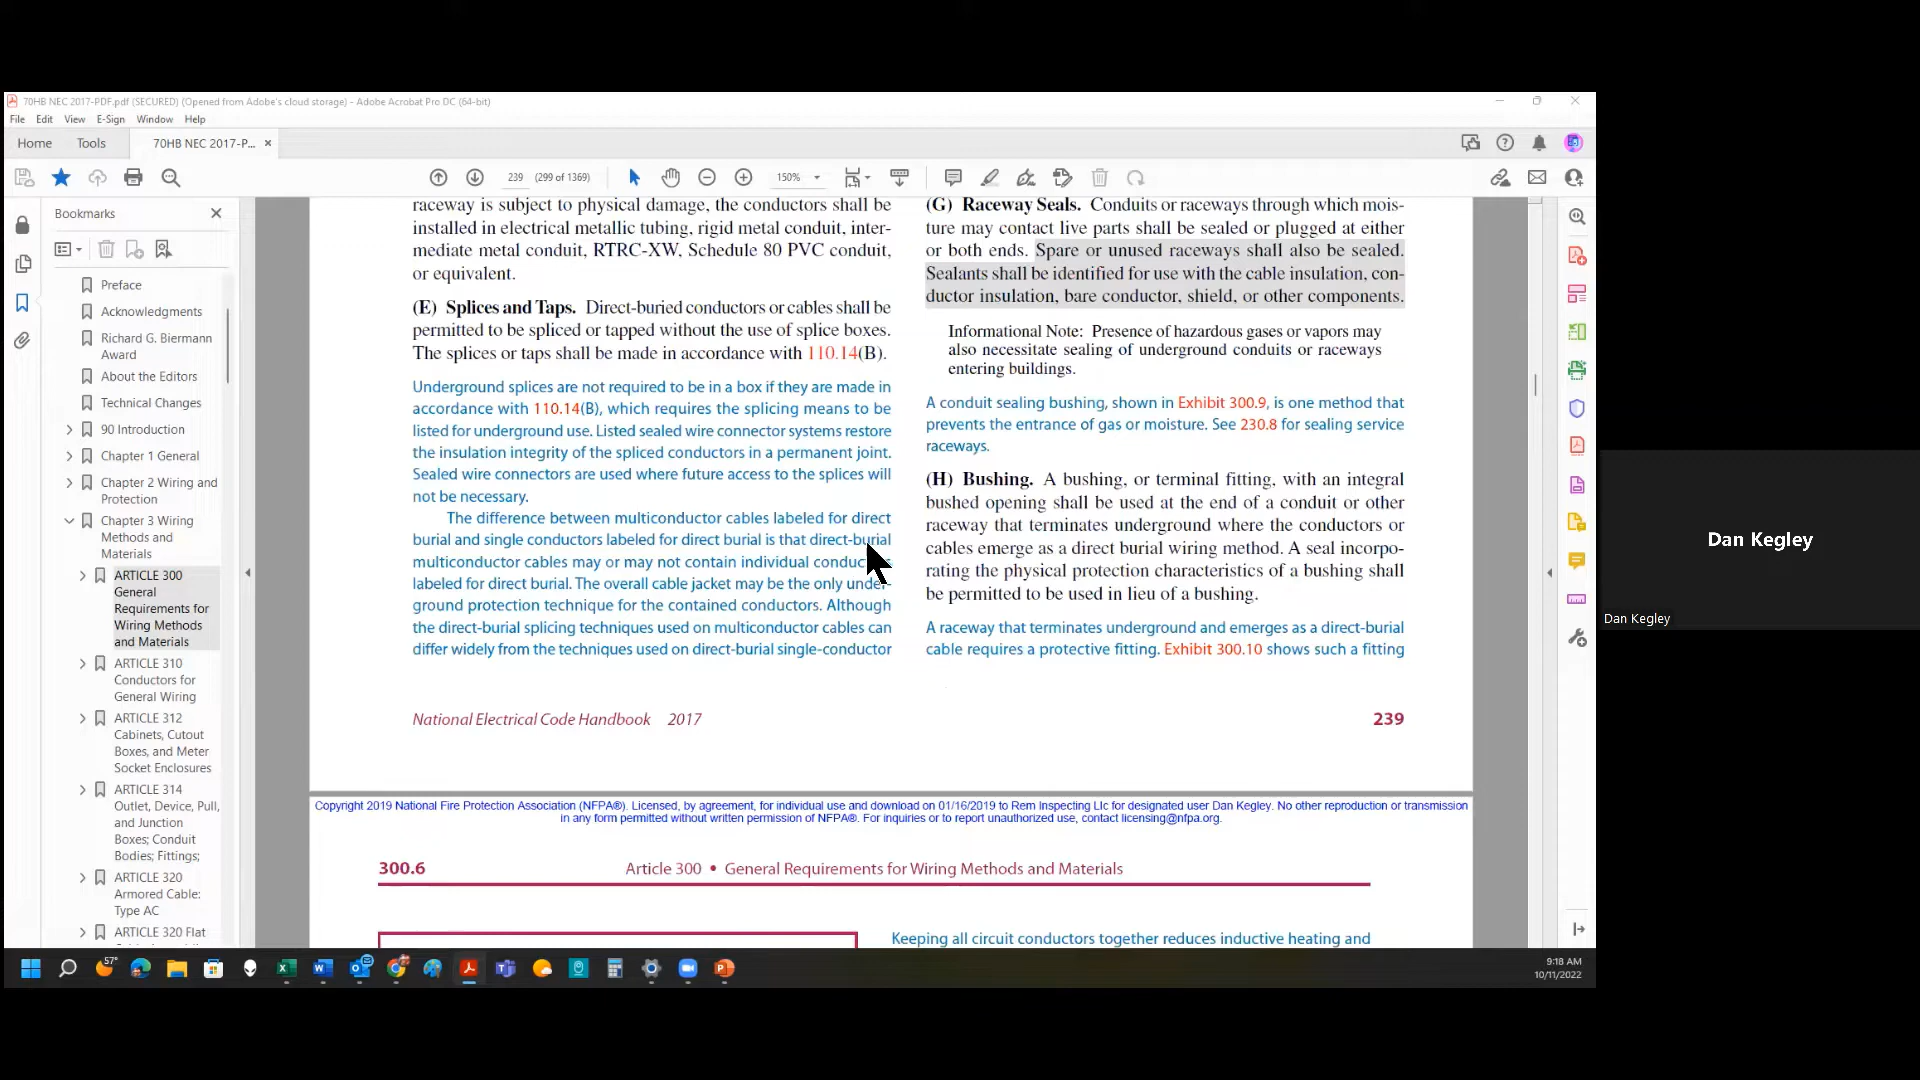 70HB NEC 2017-PDF.pdf (SECURED) (Opened from Adobe's cloud storage) - Adobe Acrobat Pro DC (64-bit)
File Edit View E-Sign Window Help
Home Tools 70HB NEC 2017-P... ×
239 (299 of 1369) 150%
Bookmarks
Preface
Acknowledgments
Richard G. Biermann
Award
About the Editors
Technical Changes
90 Introduction
Chapter 1 General
Chapter 2 Wiring and
Protection
Chapter 3 Wiring
Methods and
Materials
ARTICLE 300
General
Requirements for
Wiring Methods
and Materials
ARTICLE 310
Conductors for
General Wiring
ARTICLE 312
Cabinets, Cutout
Boxes, and Meter
Socket Enclosures
ARTICLE 314
Outlet, Device, Pull,
and Junction
Boxes; Conduit
Bodies; Fittings;
ARTICLE 320
Armored Cable:
Type AC
ARTICLE 320 Flat
raceway is subject to physical damage, the conductors shall be
installed in electrical metallic tubing, rigid metal conduit, inter-
mediate metal conduit, RTRC-XW, Schedule 80 PVC conduit,
or equivalent.
(E) Splices and Taps. Direct-buried conductors or cables shall be
permitted to be spliced or tapped without the use of splice boxes.
The splices or taps shall be made in accordance with 110.14(B).
Underground splices are not required to be in a box if they are made in
accordance with 110.14(B), which requires the splicing means to be
listed for underground use. Listed sealed wire connector systems restore
the insulation integrity of the spliced conductors in a permanent joint.
Sealed wire connectors are used where future access to the splices will
not be necessary.
The difference between multiconductor cables labeled for direct
burial and single conductors labeled for direct burial is that direct-burial
multiconductor cables may or may not contain individual conduc
labeled for direct burial. The overall cable jacket may be the only under-
ground protection technique for the contained conductors. Although
the direct-burial splicing techniques used on multiconductor cables can
differ widely from the techniques used on direct-burial single-conductor
(G) Raceway Seals. Conduits or raceways through which mois-
ture may contact live parts shall be sealed or plugged at either
or both ends. Spare or unused raceways shall also be sealed.
Sealants shall be identified for use with the cable insulation, con-
ductor insulation, bare conductor, shield, or other components.
Informational Note: Presence of hazardous gases or vapors may
also necessitate sealing of underground conduits or raceways
entering buildings.
A conduit sealing bushing, shown in Exhibit 300.9, is one method that
prevents the entrance of gas or moisture. See 230.8 for sealing service
raceways.
(H) Bushing. A bushing, or terminal fitting, with an integral
bushed opening shall be used at the end of a conduit or other
raceway that terminates underground where the conductors or
cables emerge as a direct burial wiring method. A seal incorpo-
rating the physical protection characteristics of a bushing shall
be permitted to be used in lieu of a bushing.
A raceway that terminates underground and emerges as a direct-burial
cable requires a protective fitting. Exhibit 300.10 shows such a fitting
National Electrical Code Handbook 2017
239
Copyright 2019 National Fire Protection Association (NFPA®). Licensed, by agreement, for individual use and download on 01/16/2019 to Rem Inspecting Llc for designated user Dan Kegley. No other reproduction or transmission
in any form permitted without written permission of NFPA®. For inquiries or to report unauthorized use, contact licensing@nfpa.org.
300.6 Article 300 • General Requirements for Wiring Methods and Materials
Keeping all circuit conductors together reduces inductive heating and
Dan Kegley
Dan Kegley
57°
9:18 AM
10/11/2022